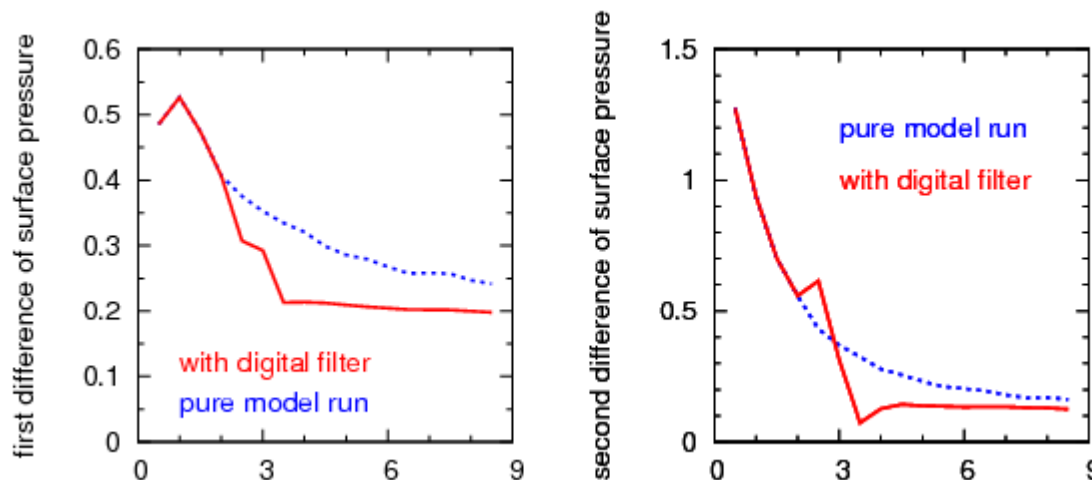 first difference of surface pressure
0.6
0.5
0.4
0.3
0.2
0.1
0
with digital filter
pure model run
0 3 6 9
second difference of surface pressure
1.5
1
0.5
0
pure model run
with digital filter
0 3 6 9